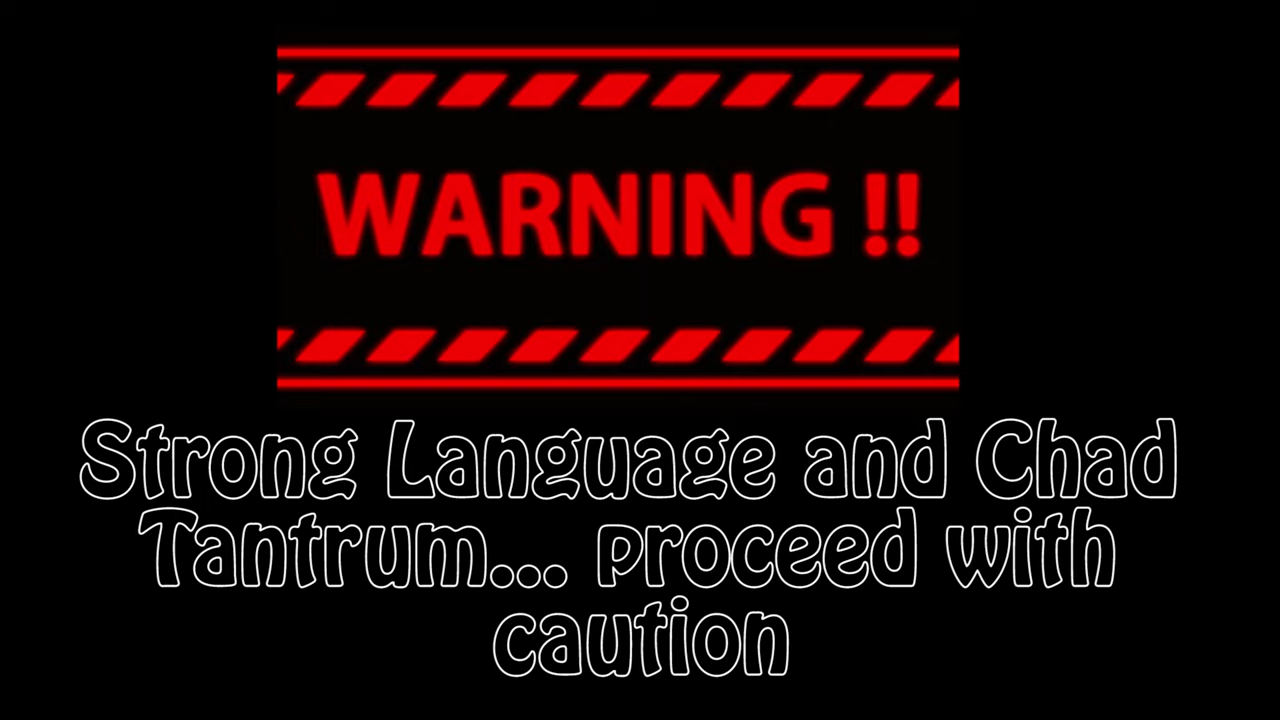 WARNING !!
Strong Language and Chad
Tantrum... proceed with
caution